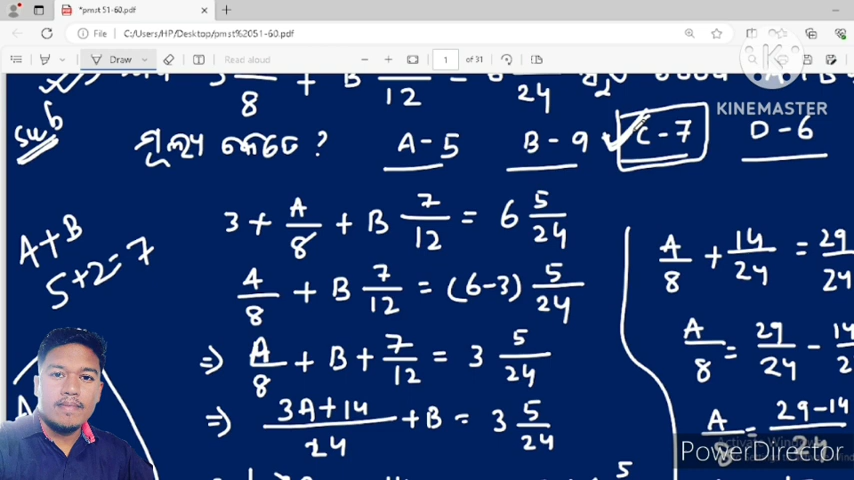 *pmst 51-60.pdf
File C:/Users/HP/Desktop/pmst%2051-60.pdf
Draw Read aloud 1 of 31
8 + B 12 = 24
KINEMASTER
sub
ମୂଲ୍ୟ କେତେ ? A-5 B-9 C-7 D-6
A+B
5+2=7
3 + A/8 + B 7/12 = 6 5/24
A/8 + B 7/12 = (6-3) 5/24
⇒ A/8 + B + 7/12 = 3 5/24
⇒ 3A+14/24 + B = 3 5/24
A/8 + 14/24 = 29/24
A/8 = 29/24 - 14/2
A/8 = 29-14/24
PowerDirector